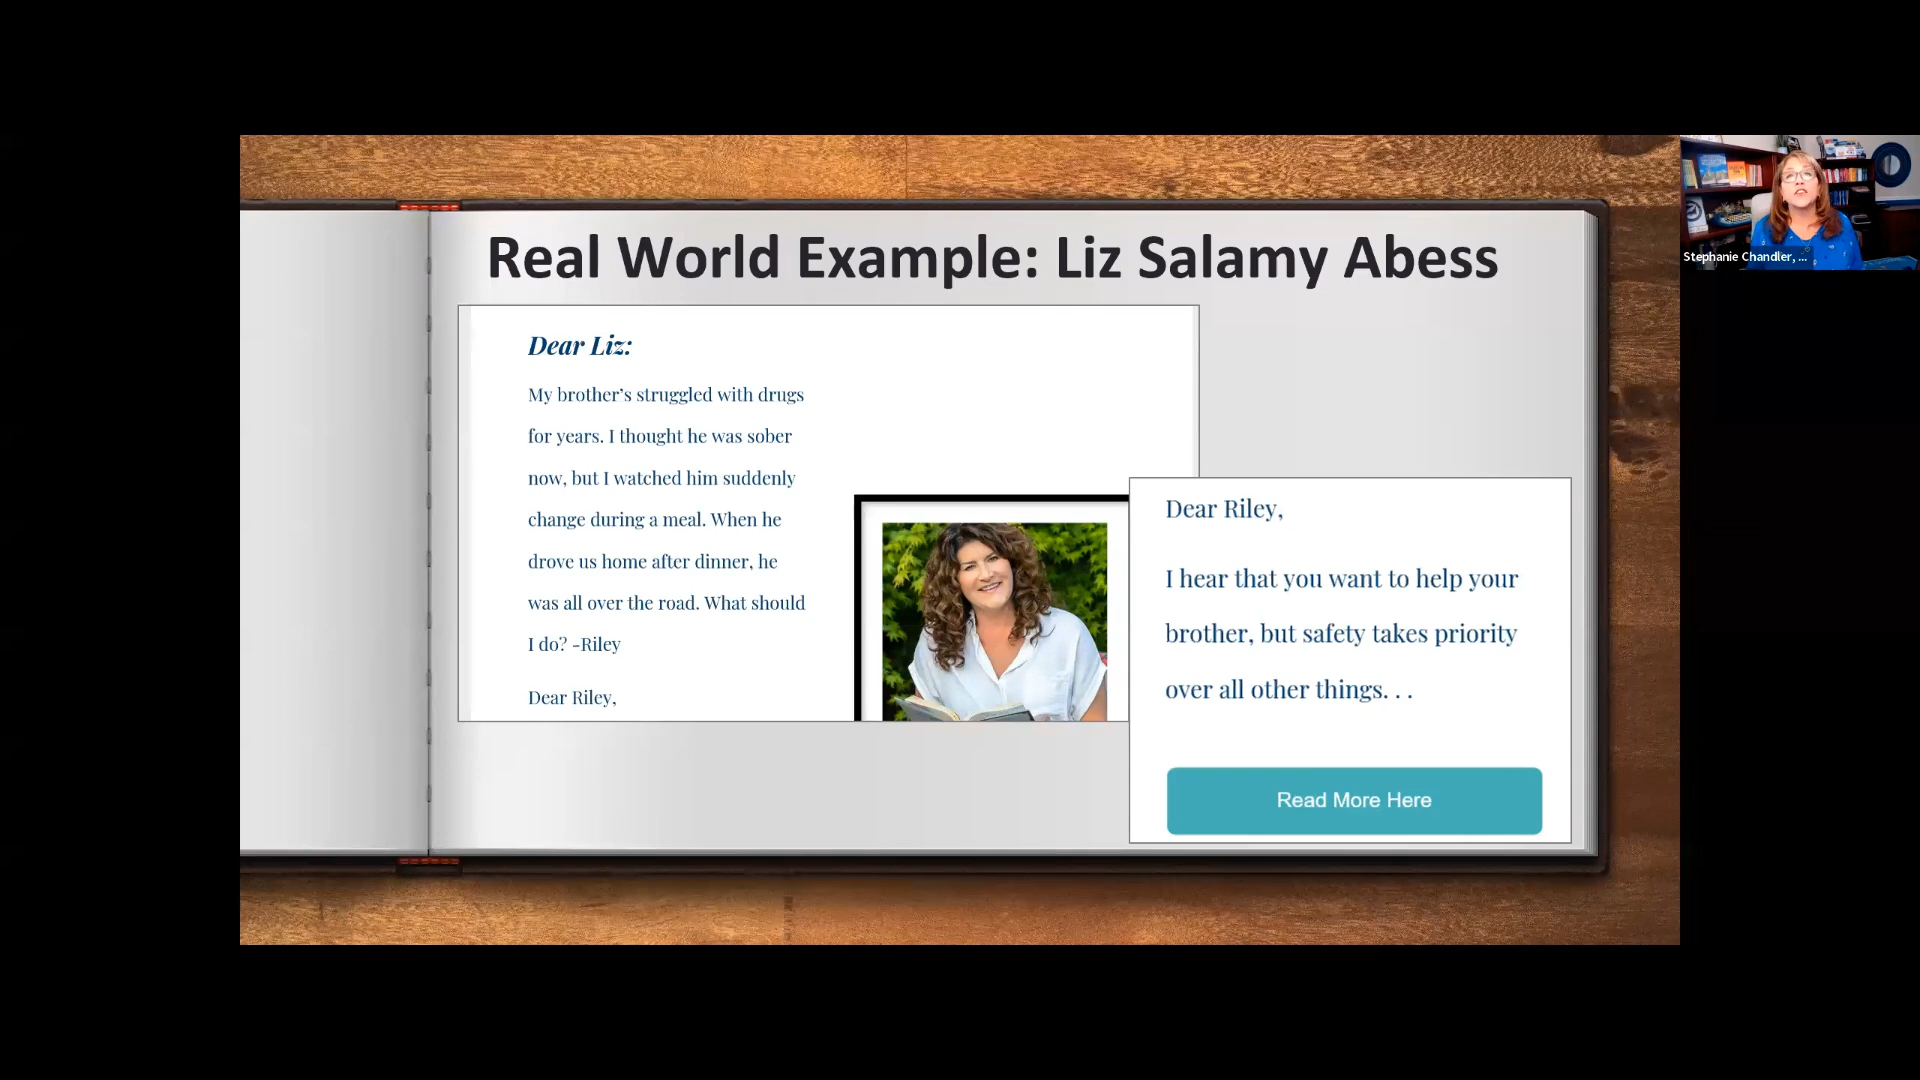 Real World Example: Liz Salamy Abess
Dear Liz:
My brother's struggled with drugs
for years. I thought he was sober
now, but I watched him suddenly
change during a meal. When he
drove us home after dinner, he
was all over the road. What should
I do? -Riley
Dear Riley,
Dear Riley,
I hear that you want to help your
brother, but safety takes priority
over all other things. . .
Read More Here
Stephanie Chandler, ...